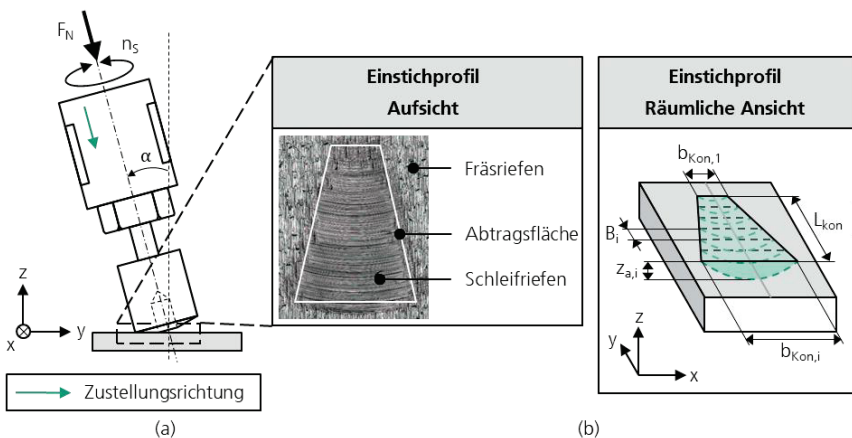 F_N
n_S
α
z
x
y
Zustellungsrichtung
(a)
Einstichprofil
Aufsicht
Fräsriefen
Abtragsfläche
Schleifriefen
Einstichprofil
Räumliche Ansicht
b_Kon,1
L_kon
B_i
z_a,i
b_Kon,i
z
y
x
(b)